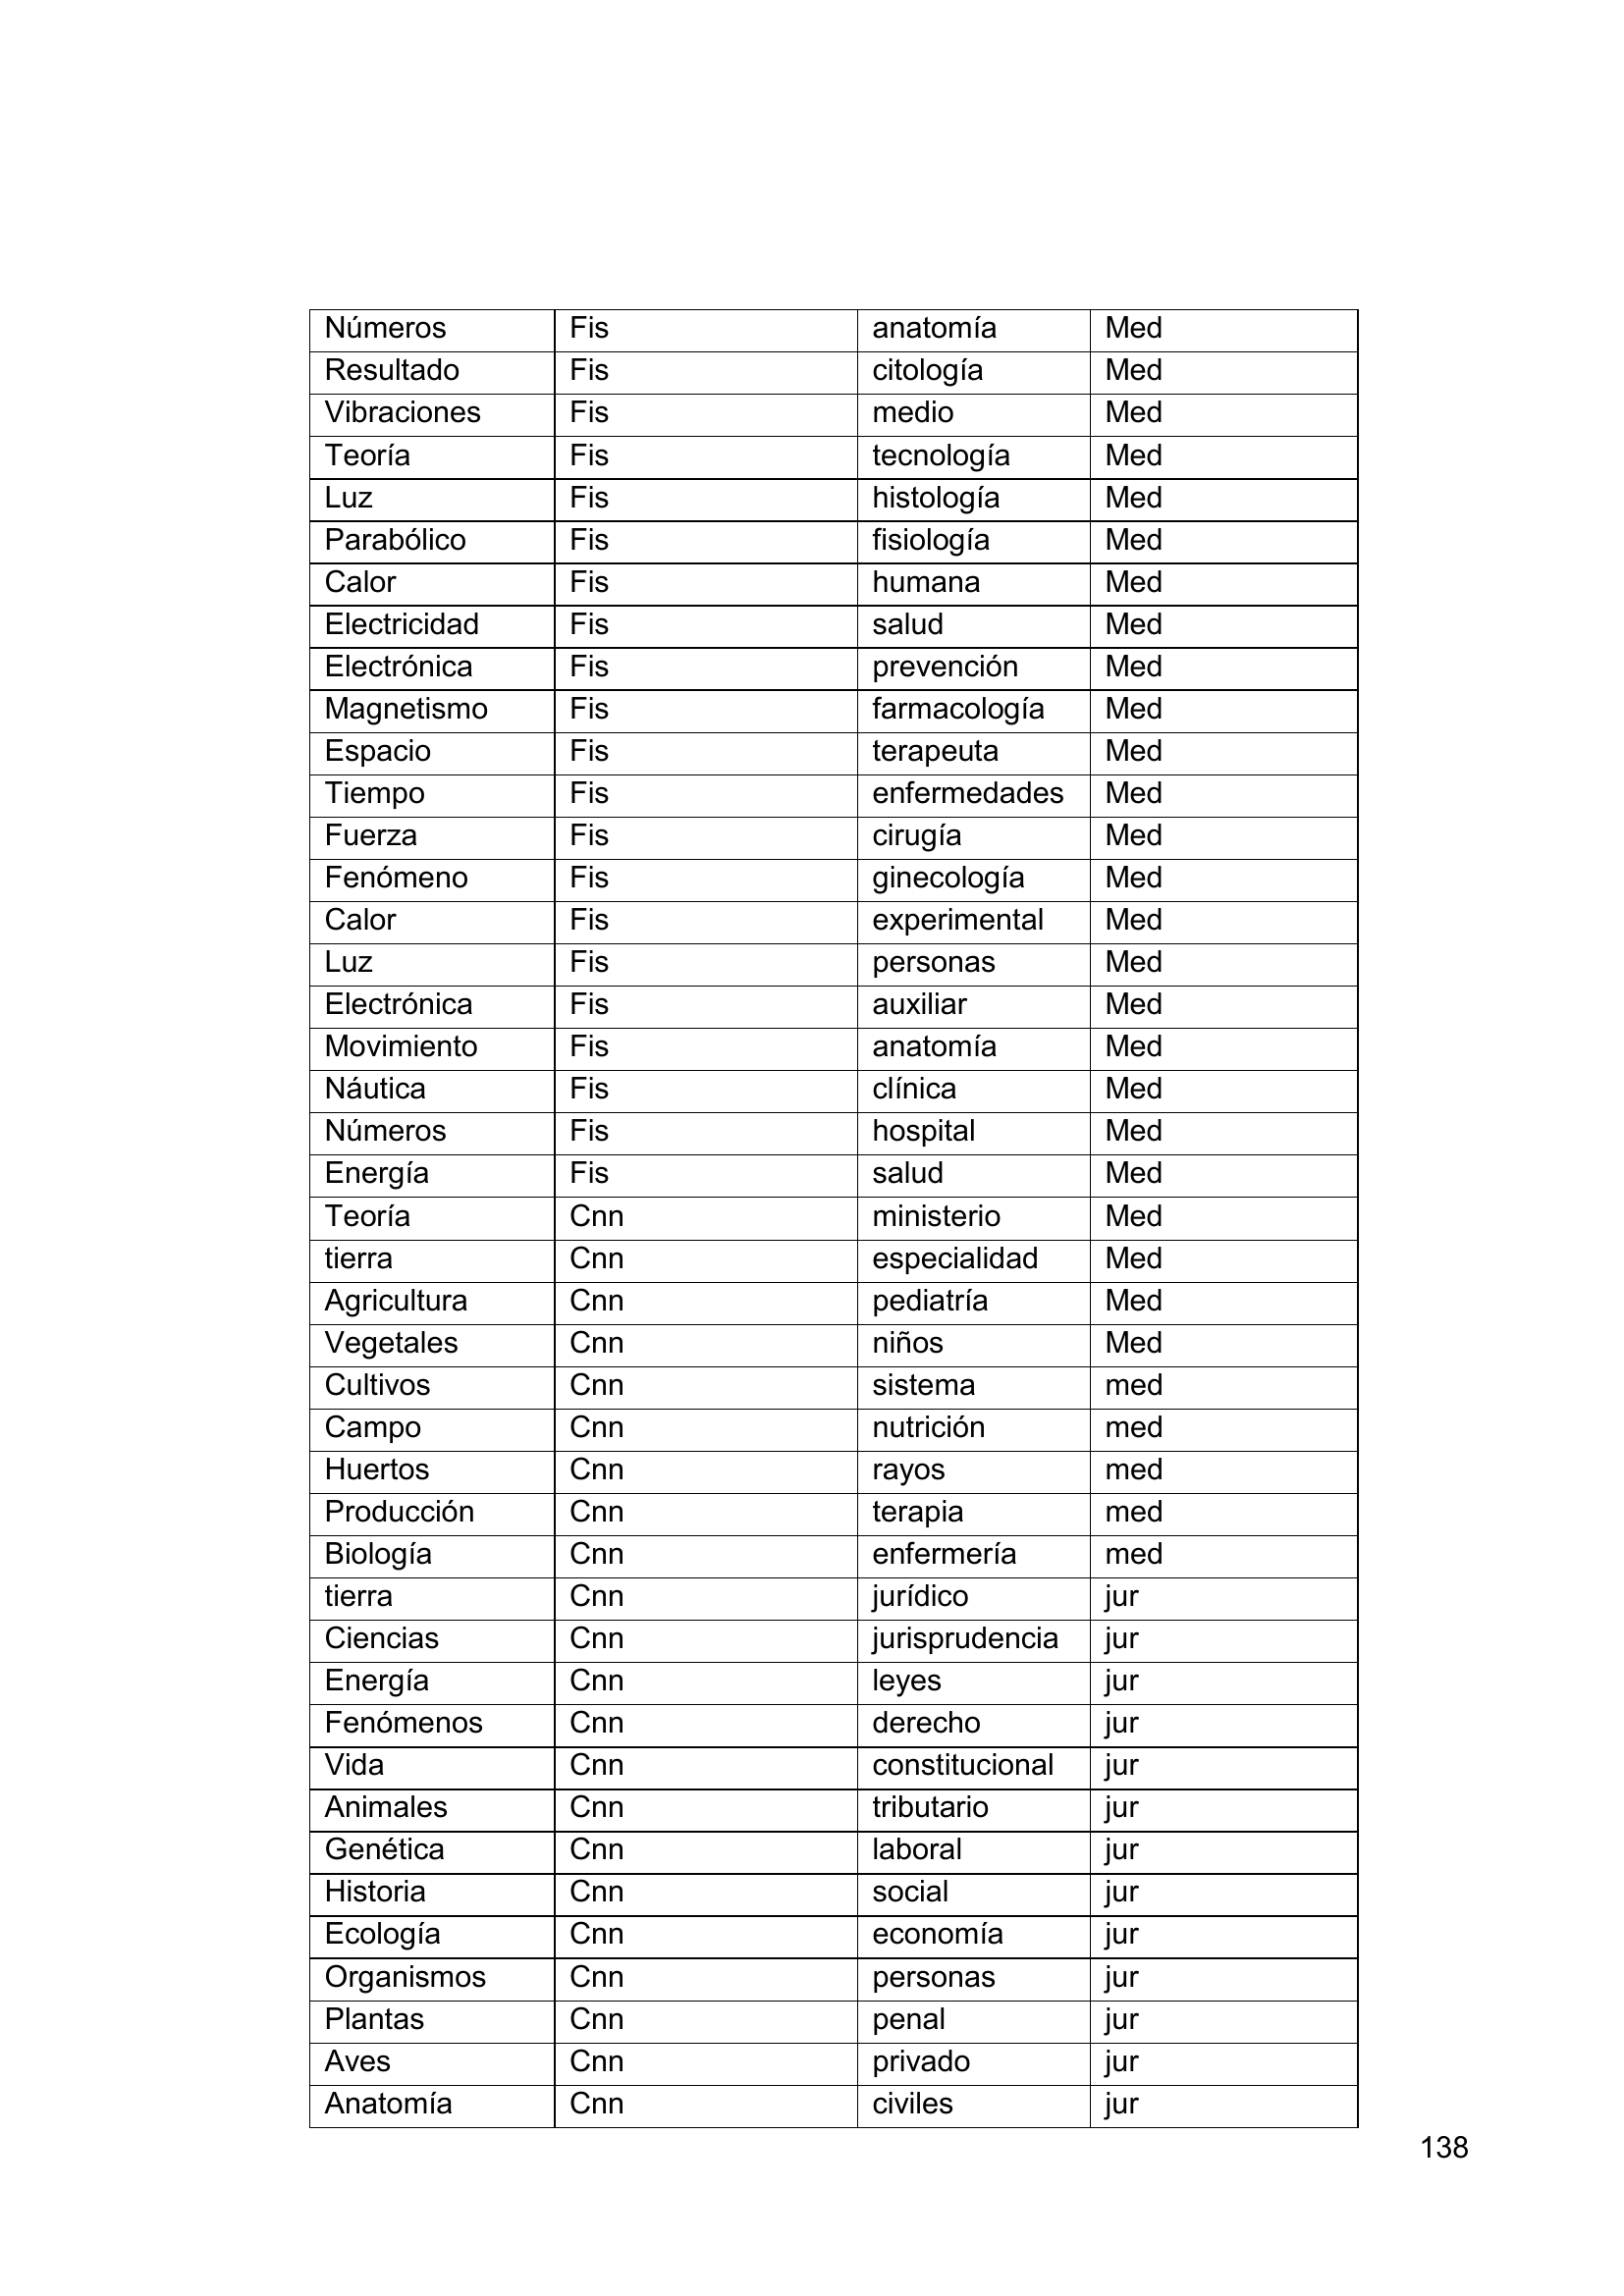 Números Fis anatomía Med
Resultado Fis citología Med
Vibraciones Fis medio Med
Teoría Fis tecnología Med
Luz Fis histología Med
Parabólico Fis fisiología Med
Calor Fis humana Med
Electricidad Fis salud Med
Electrónica Fis prevención Med
Magnetismo Fis farmacología Med
Espacio Fis terapeuta Med
Tiempo Fis enfermedades Med
Fuerza Fis cirugía Med
Fenómeno Fis ginecología Med
Calor Fis experimental Med
Luz Fis personas Med
Electrónica Fis auxiliar Med
Movimiento Fis anatomía Med
Náutica Fis clínica Med
Números Fis hospital Med
Energía Fis salud Med
Teoría Cnn ministerio Med
tierra Cnn especialidad Med
Agricultura Cnn pediatría Med
Vegetales Cnn niños Med
Cultivos Cnn sistema med
Campo Cnn nutrición med
Huertos Cnn rayos med
Producción Cnn terapia med
Biología Cnn enfermería med
tierra Cnn jurídico jur
Ciencias Cnn jurisprudencia jur
Energía Cnn leyes jur
Fenómenos Cnn derecho jur
Vida Cnn constitucional jur
Animales Cnn tributario jur
Genética Cnn laboral jur
Historia Cnn social jur
Ecología Cnn economía jur
Organismos Cnn personas jur
Plantas Cnn penal jur
Aves Cnn privado jur
Anatomía Cnn civiles jur
138